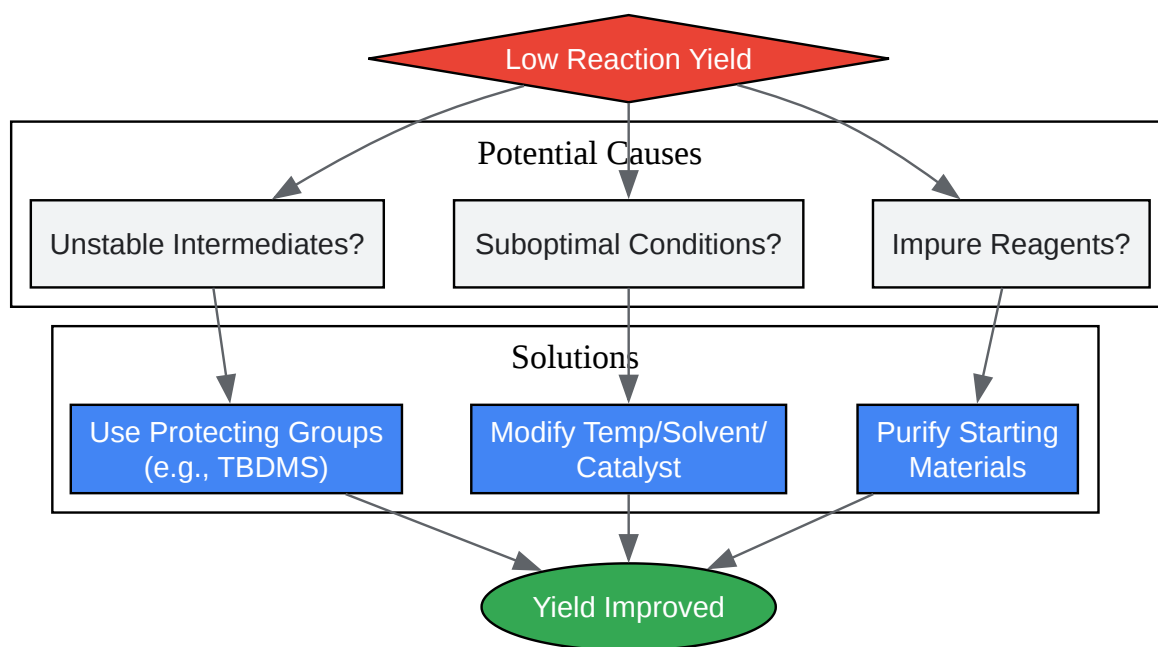 Low Reaction Yield
Potential Causes
Unstable Intermediates?
Suboptimal Conditions?
Impure Reagents?
Solutions
Use Protecting Groups
(e.g., TBDMS)
Modify Temp/Solvent/
Catalyst
Purify Starting
Materials
Yield Improved